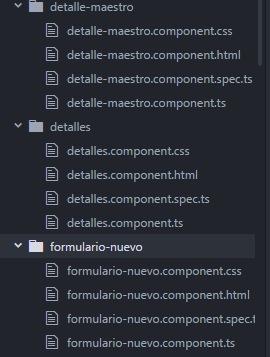 detalle-maestro
detalle-maestro.component.css
detalle-maestro.component.html
detalle-maestro.component.spec.ts
detalle-maestro.component.ts
detalles
detalles.component.css
detalles.component.html
detalles.component.spec.ts
detalles.component.ts
formulario-nuevo
formulario-nuevo.component.css
formulario-nuevo.component.html
formulario-nuevo.component.spec.t
formulario-nuevo.component.ts